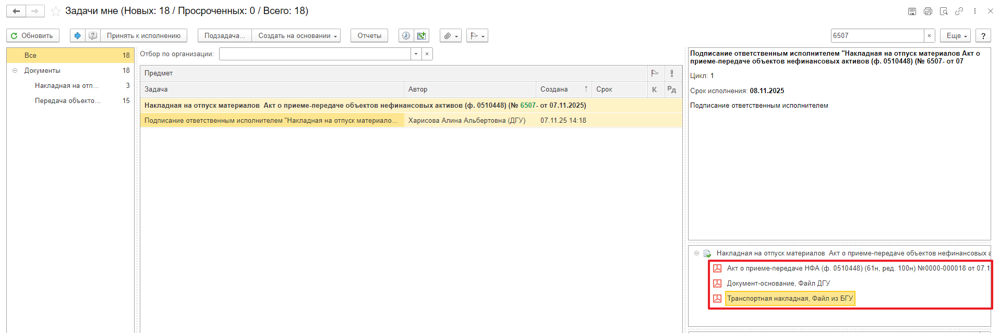 Задачи мне (Новых: 18 / Просроченных: 0 / Всего: 18)
Обновить
Принять к исполнению
Подзадача...
Создать на основании
Отчеты
6507
×
Еще
?
Все 18
Документы 18
Накладная на отп... 3
Передача объекто... 15
Отбор по организации:
×
Предмет
Задача Автор Создана ↑ Срок К Рд
Накладная на отпуск материалов Акт о приеме-передаче объектов нефинансовых активов (ф. 0510448) (№ 6507- от 07.11.2025)
Подписание ответственным исполнителем "Накладная на отпуск материало... Харисова Алина Альбертовна (ДГУ) 07.11.25 14:18
Подписание ответственным исполнителем "Накладная на отпуск материалов Акт о
приеме-передаче объектов нефинансовых активов (ф. 0510448) (№ 6507- от 07
Цикл: 1
Срок исполнения: 08.11.2025
Подписание ответственным исполнителем
Накладная на отпуск материалов Акт о приеме-передаче объектов нефинансовых а
Акт о приеме-передаче НФА (ф. 0510448) (61н, ред. 100н) №0000-000018 от 07.1
Документ-основание, Файл ДГУ
Транспортная накладная, Файл из БГУ